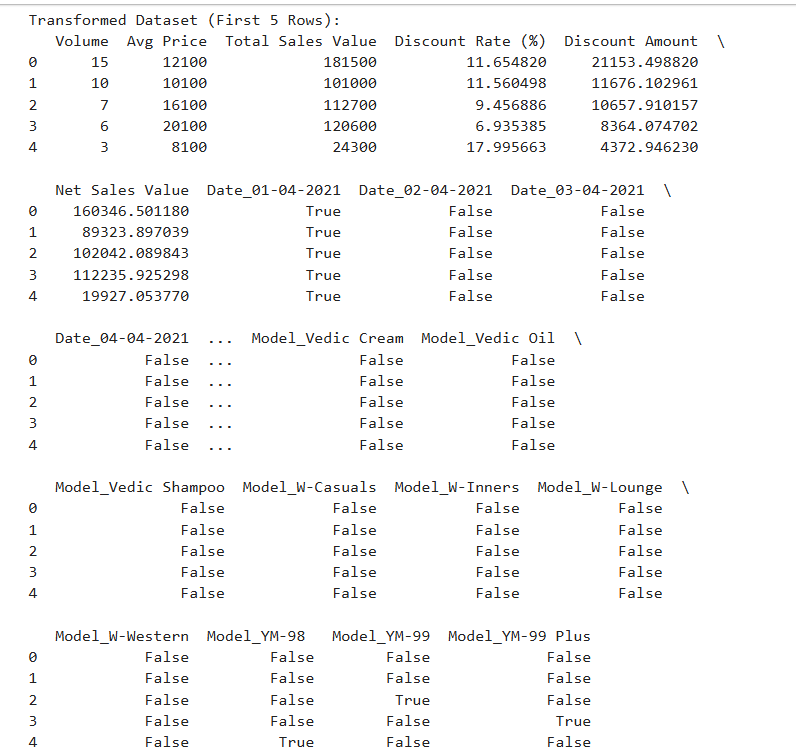 Transformed Dataset (First 5 Rows):
   Volume  Avg Price  Total Sales Value  Discount Rate (%)  Discount Amount  \
0      15      12100             181500          11.654820     21153.498820
1      10      10100             101000          11.560498     11676.102961
2       7      16100             112700           9.456886     10657.910157
3       6      20100             120600           6.935385      8364.074702
4       3       8100              24300          17.995663      4372.946230
   Net Sales Value  Date_01-04-2021  Date_02-04-2021  Date_03-04-2021  \
0    160346.501180             True            False            False
1     89323.897039             True            False            False
2    102042.089843             True            False            False
3    112235.925298             True            False            False
4     19927.053770             True            False            False
   Date_04-04-2021  ...  Model_Vedic Cream  Model_Vedic Oil  \
0            False  ...              False            False
1            False  ...              False            False
2            False  ...              False            False
3            False  ...              False            False
4            False  ...              False            False
   Model_Vedic Shampoo  Model_W-Casuals  Model_W-Inners  Model_W-Lounge  \
0                False            False           False           False
1                False            False           False           False
2                False            False           False           False
3                False            False           False           False
4                False            False           False           False
   Model_W-Western  Model_YM-98   Model_YM-99  Model_YM-99 Plus
0            False         False        False             False
1            False         False        False             False
2            False         False         True             False
3            False         False        False              True
4            False          True        False             False